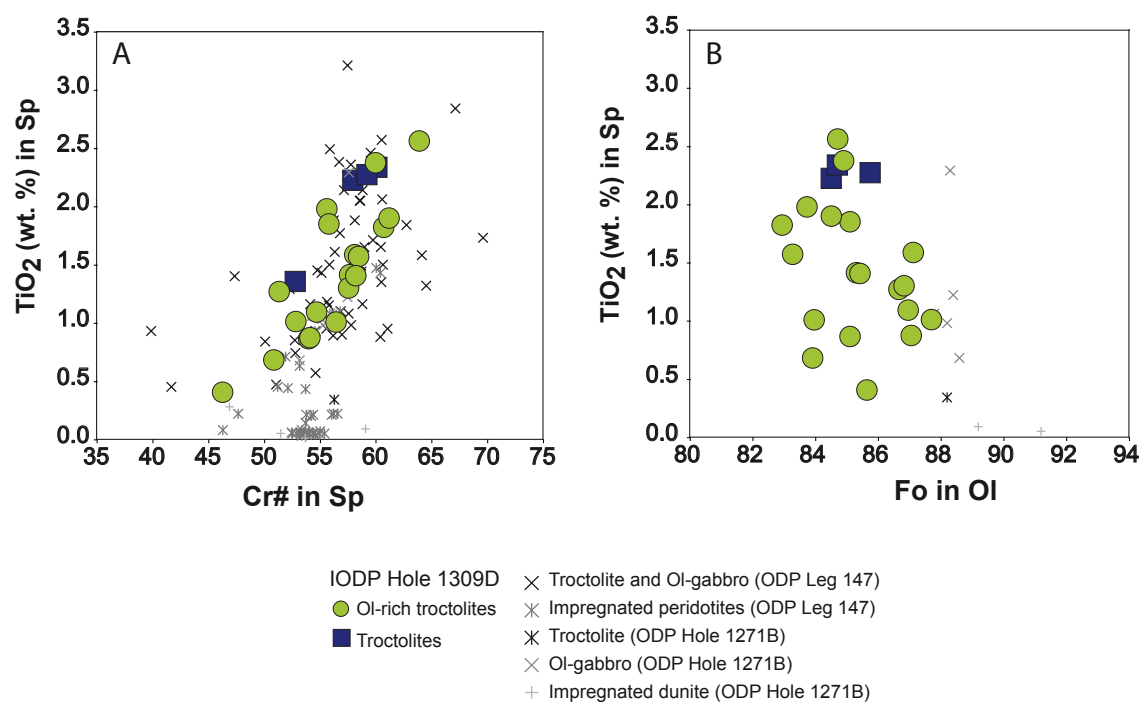 A
B
3.5
3.0
2.5
2.0
1.5
1.0
0.5
0.0
TiO2 (wt. %) in Sp
35 40 45 50 55 60 65 70 75
Cr# in Sp
3.5
3.0
2.5
2.0
1.5
1.0
0.5
0.0
TiO2 (wt. %) in Sp
80 82 84 86 88 90 92 94
Fo in Ol
IODP Hole 1309D
Ol-rich troctolites
Troctolites
Troctolite and Ol-gabbro (ODP Leg 147)
Impregnated peridotites (ODP Leg 147)
Troctolite (ODP Hole 1271B)
Ol-gabbro (ODP Hole 1271B)
Impregnated dunite (ODP Hole 1271B)